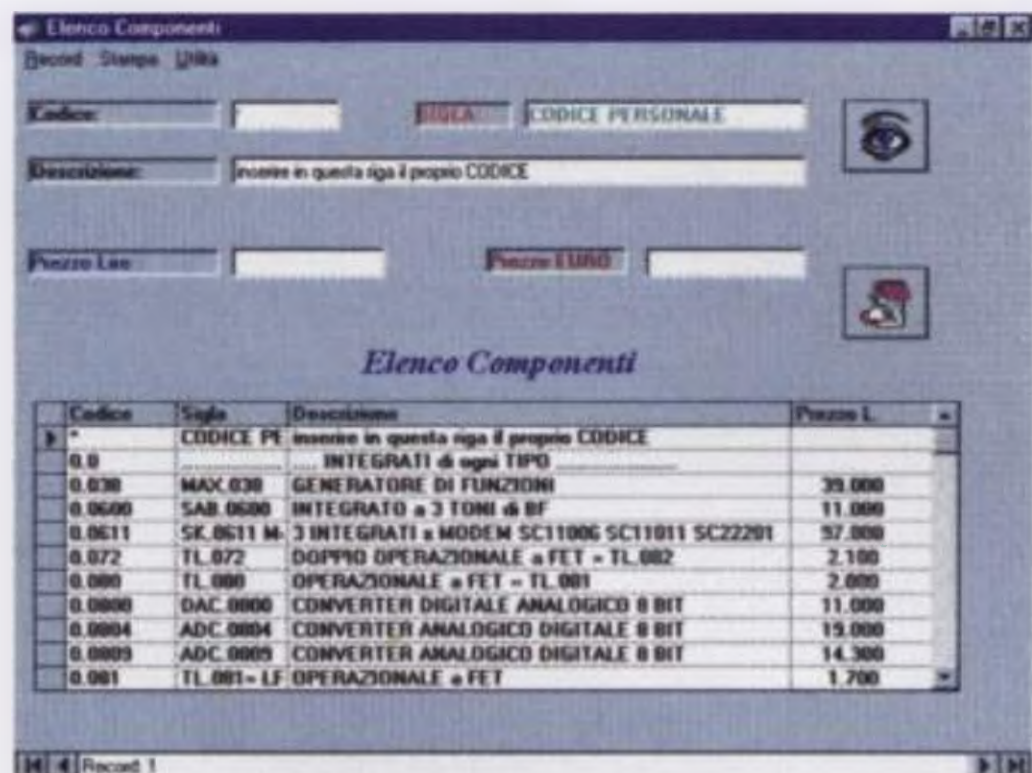 Elenco Componenti
Record Stampa Utilità
Codice: * SIGLA CODICE PERSONALE
Descrizione: inserire in questa riga il proprio CODICE
Prezzo Lire Prezzo EURO
Elenco Componenti
Codice Sigla Descrizione Prezzo L.
* CODICE PE inserire in questa riga il proprio CODICE
0.0 .............. .... INTEGRATI di ogni TIPO ..................
0.038 MAX.038 GENERATORE DI FUNZIONI 39.000
0.0600 SAB.0600 INTEGRATO a 3 TONI di BF 11.000
0.0611 SK.0611 M- 3 INTEGRATI x MODEM SC11006 SC11011 SC22201 97.000
0.072 TL.072 DOPPIO OPERAZIONALE a FET = TL.082 2.100
0.080 TL.080 OPERAZIONALE a FET = TL.081 2.000
0.0800 DAC.0800 CONVERTER DIGITALE ANALOGICO 8 BIT 11.000
0.0804 ADC.0804 CONVERTER ANALOGICO DIGITALE 8 BIT 19.000
0.0809 ADC.0809 CONVERTER ANALOGICO DIGITALE 8 BIT 14.300
0.081 TL.081= LF OPERAZIONALE a FET 1.700
Record: 1